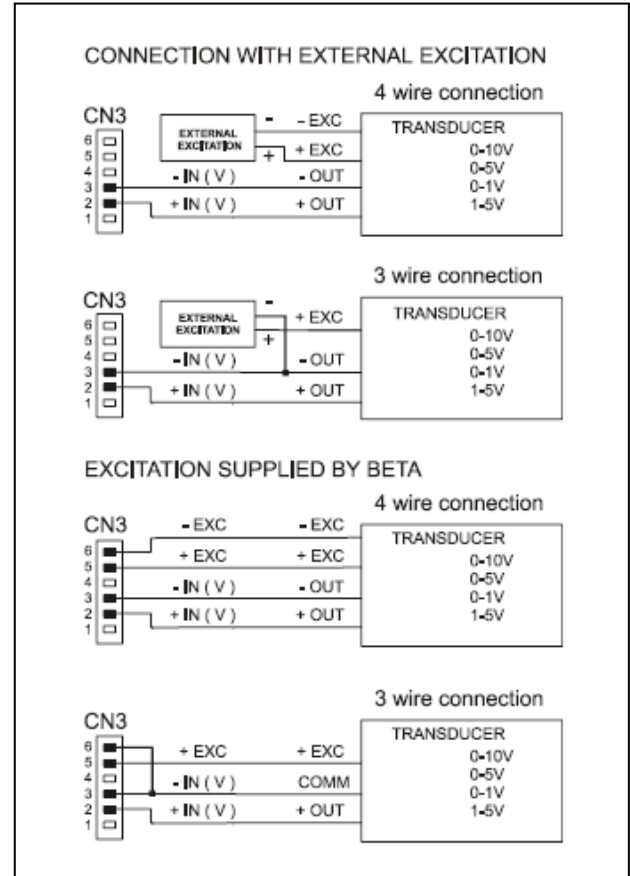 CONNECTION WITH EXTERNAL EXCITATION
4 wire connection
CN3
6
5
4
3
2
1
EXTERNAL
EXCITATION
-
+
- EXC
+ EXC
- IN ( V )
- OUT
+ IN ( V )
+ OUT
TRANSDUCER
0-10V
0-5V
0-1V
1-5V
3 wire connection
CN3
6
5
4
3
2
1
EXTERNAL
EXCITATION
-
+
+ EXC
- IN ( V )
- OUT
+ IN ( V )
+ OUT
TRANSDUCER
0-10V
0-5V
0-1V
1-5V
EXCITATION SUPPLIED BY BETA
4 wire connection
CN3
6
5
4
3
2
1
- EXC
- EXC
+ EXC
+ EXC
- IN ( V )
- OUT
+ IN ( V )
+ OUT
TRANSDUCER
0-10V
0-5V
0-1V
1-5V
3 wire connection
CN3
6
5
4
3
2
1
+ EXC
+ EXC
- IN ( V )
COMM
+ IN ( V )
+ OUT
TRANSDUCER
0-10V
0-5V
0-1V
1-5V